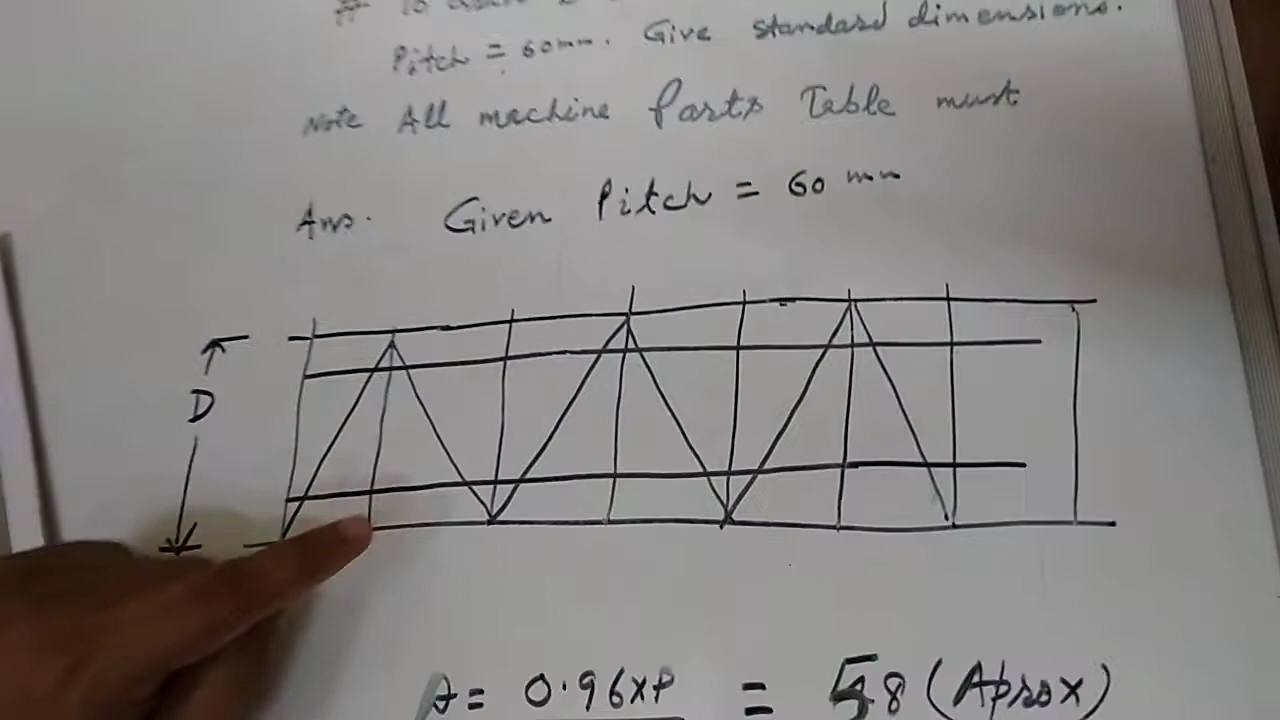 Pitch = 60mm. Give standard dimensions.
Note All machine Parts Table must
Ans. Given Pitch = 60 mm
D
= 0.96xP = 58 (Aprox)